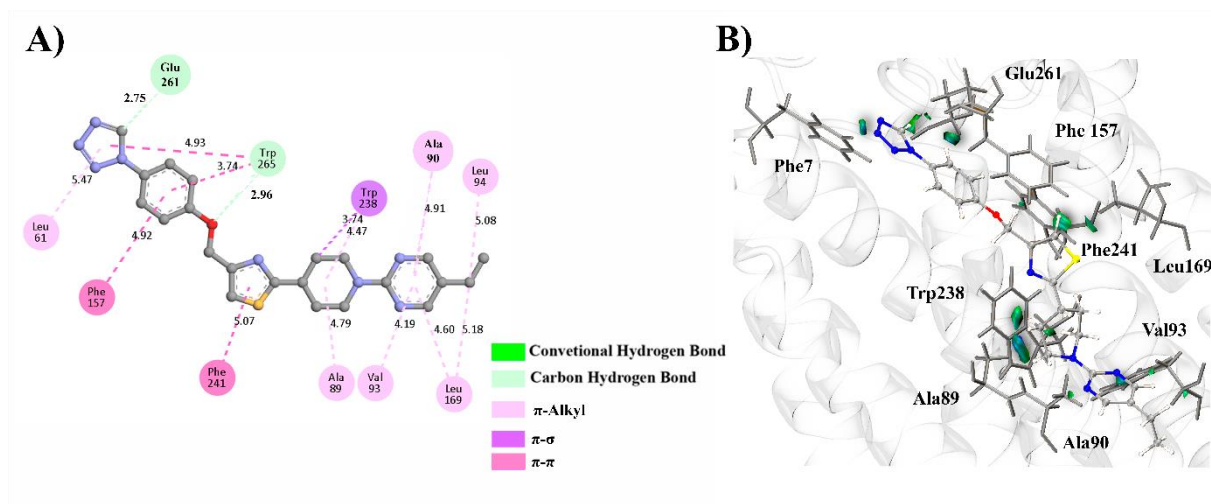 A)
Glu
261
2.75
4.93
Trp
265
3.74
5.47
2.96
Leu
61
4.92
Phe
157
Trp
238
3.74
4.47
Ala
90
4.91
Leu
94
5.08
5.07
4.79
4.19
4.60
5.18
Phe
241
Ala
89
Val
93
Leu
169
Convetional Hydrogen Bond
Carbon Hydrogen Bond
π-Alkyl
π-σ
π-π
B)
Glu261
Phe 157
Phe7
Phe241
Leu169
Trp238
Val93
Ala89
Ala90